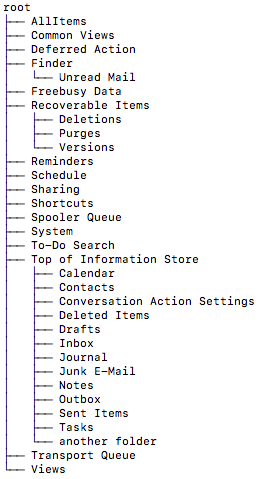 root
├── AllItems
├── Common Views
├── Deferred Action
├── Finder
│   └── Unread Mail
├── Freebusy Data
├── Recoverable Items
│   ├── Deletions
│   ├── Purges
│   └── Versions
├── Reminders
├── Schedule
├── Sharing
├── Shortcuts
├── Spooler Queue
├── System
├── To-Do Search
├── Top of Information Store
│   ├── Calendar
│   ├── Contacts
│   ├── Conversation Action Settings
│   ├── Deleted Items
│   ├── Drafts
│   ├── Inbox
│   ├── Journal
│   ├── Junk E-Mail
│   ├── Notes
│   ├── Outbox
│   ├── Sent Items
│   ├── Tasks
│   └── another folder
├── Transport Queue
└── Views